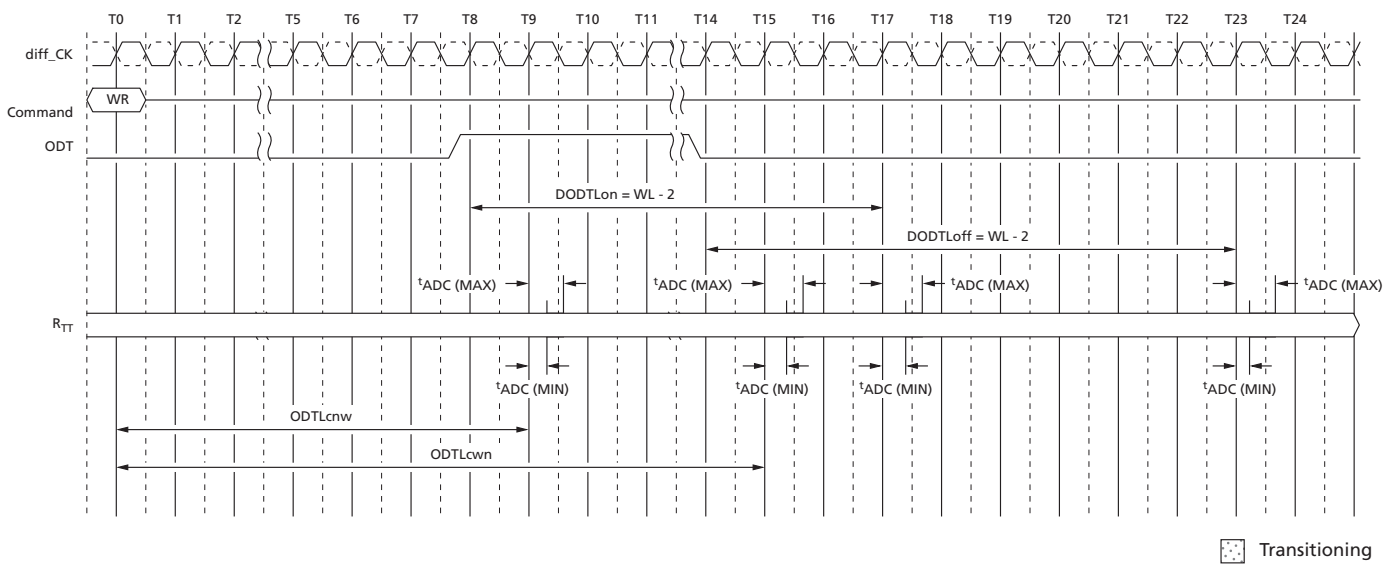 T0 T1 T2 T5 T6 T7 T8 T9 T10 T11 T14 T15 T16 T17 T18 T19 T20 T21 T22 T23 T24
diff_CK
WR
Command
ODT
DODTLon = WL - 2
DODTLoff = WL - 2
tADC (MAX) tADC (MAX) tADC (MAX) tADC (MAX)
RTT
tADC (MIN) tADC (MIN) tADC (MIN) tADC (MIN)
ODTLcnw
ODTLcwn
Transitioning